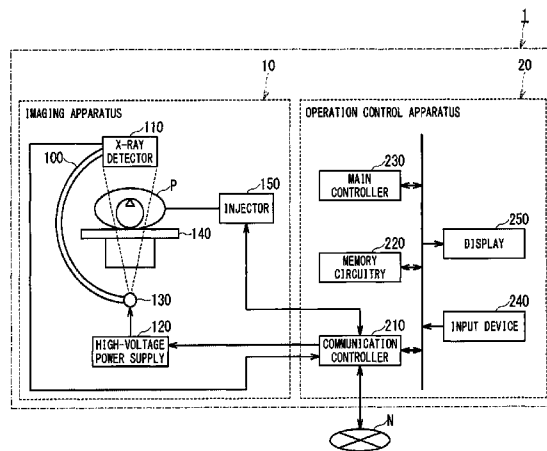 1
10
20
IMAGING APPARATUS
OPERATION CONTROL APPARATUS
110
X-RAY
DETECTOR
100
P
150
INJECTOR
140
130
120
HIGH-VOLTAGE
POWER SUPPLY
230
MAIN
CONTROLLER
250
DISPLAY
220
MEMORY
CIRCUITRY
240
INPUT DEVICE
210
COMMUNICATION
CONTROLLER
N